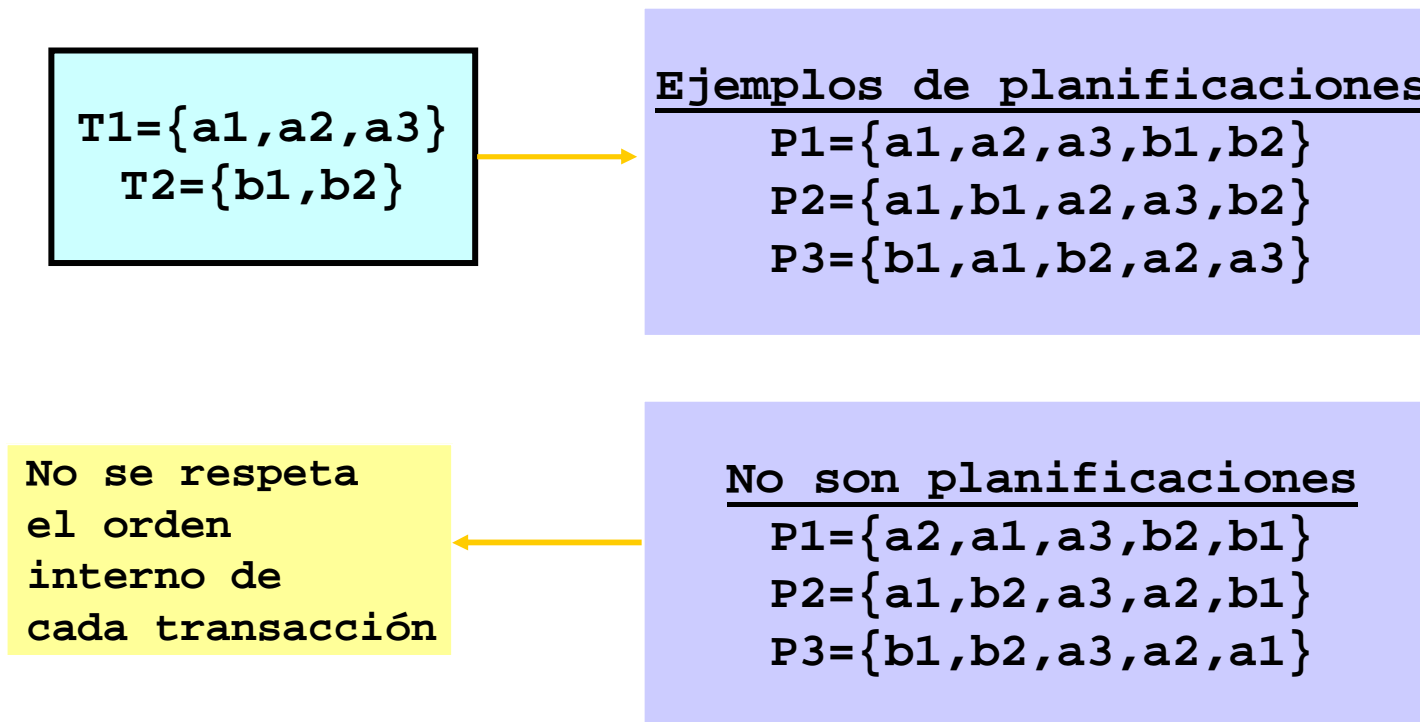 T1={a1,a2,a3}
T2={b1,b2}
Ejemplos de planificaciones
P1={a1,a2,a3,b1,b2}
P2={a1,b1,a2,a3,b2}
P3={b1,a1,b2,a2,a3}
No se respeta
el orden
interno de
cada transacción
No son planificaciones
P1={a2,a1,a3,b2,b1}
P2={a1,b2,a3,a2,b1}
P3={b1,b2,a3,a2,a1}